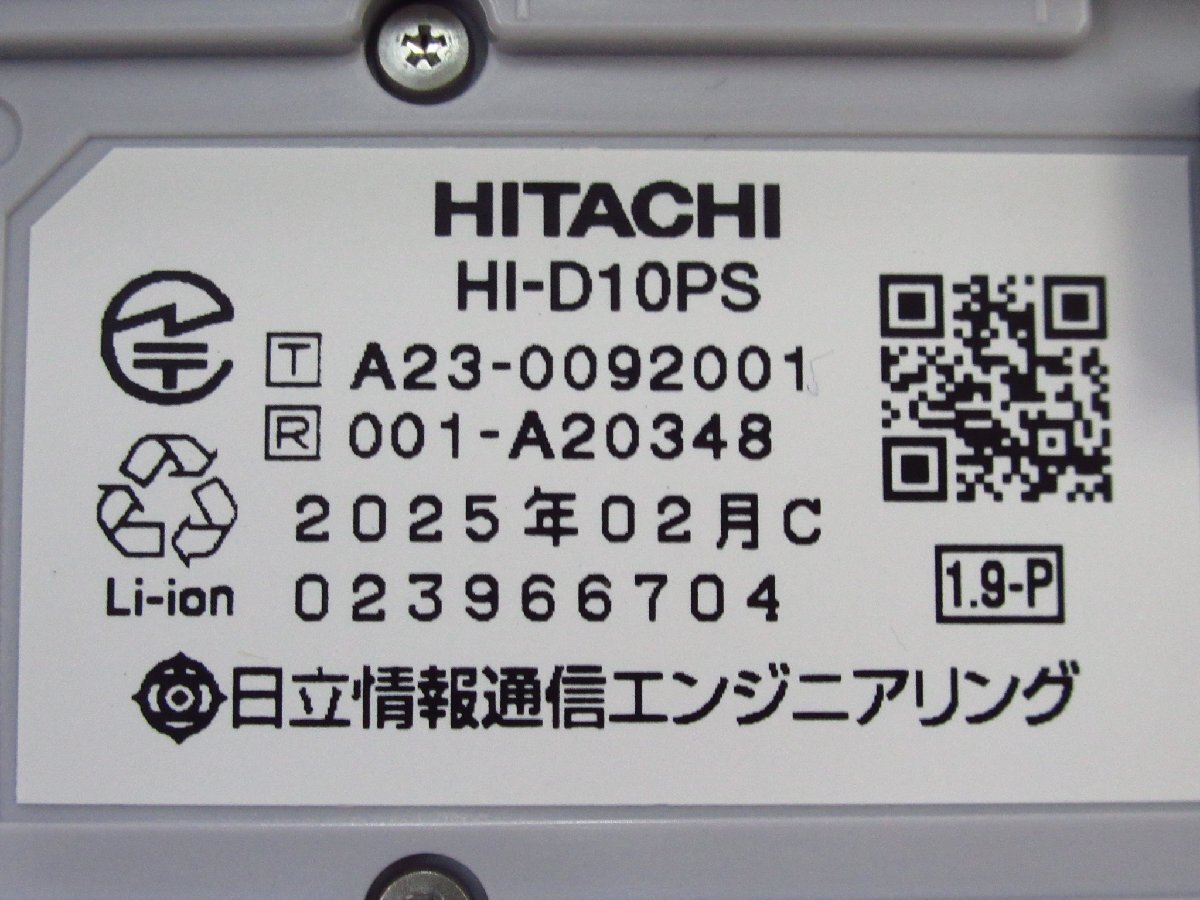 HITACHI
HI-D10PS
T A23-0092001
R 001-A20348
2025年02月C
023966704
Li-ion
1.9-P
日立情報通信エンジニアリング